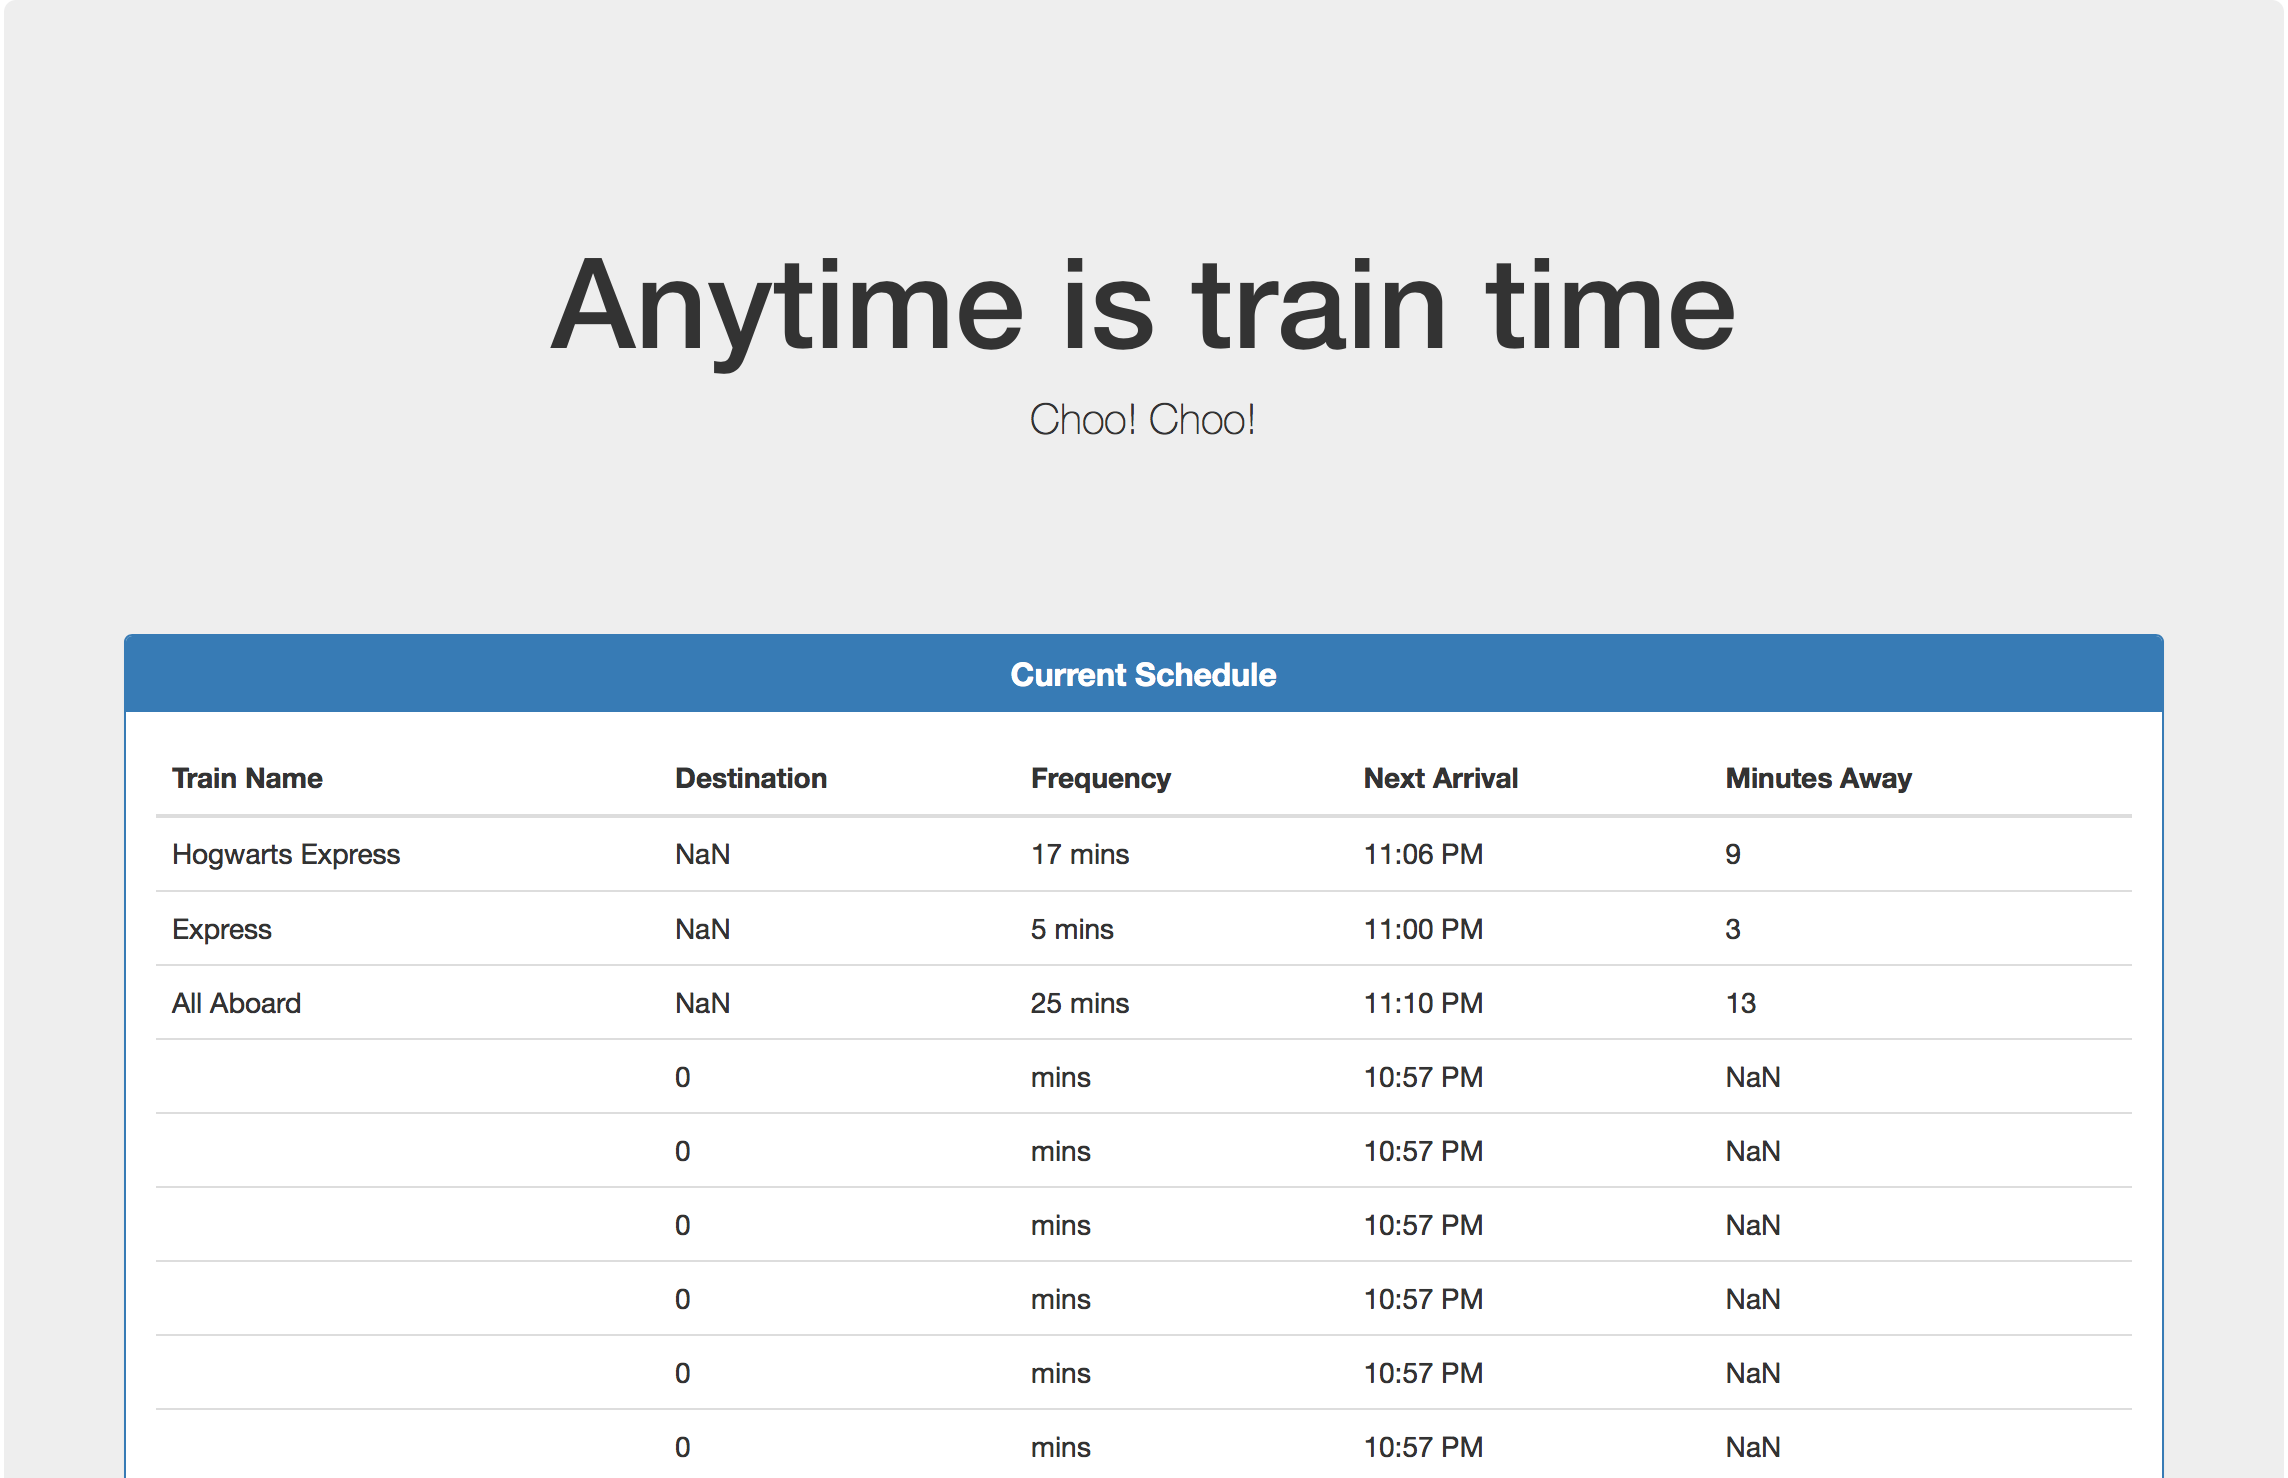 Anytime is train time
Choo! Choo!
Current Schedule
Train Name Destination Frequency Next Arrival Minutes Away
Hogwarts Express NaN 17 mins 11:06 PM 9
Express NaN 5 mins 11:00 PM 3
All Aboard NaN 25 mins 11:10 PM 13
0 mins 10:57 PM NaN
0 mins 10:57 PM NaN
0 mins 10:57 PM NaN
0 mins 10:57 PM NaN
0 mins 10:57 PM NaN
0 mins 10:57 PM NaN